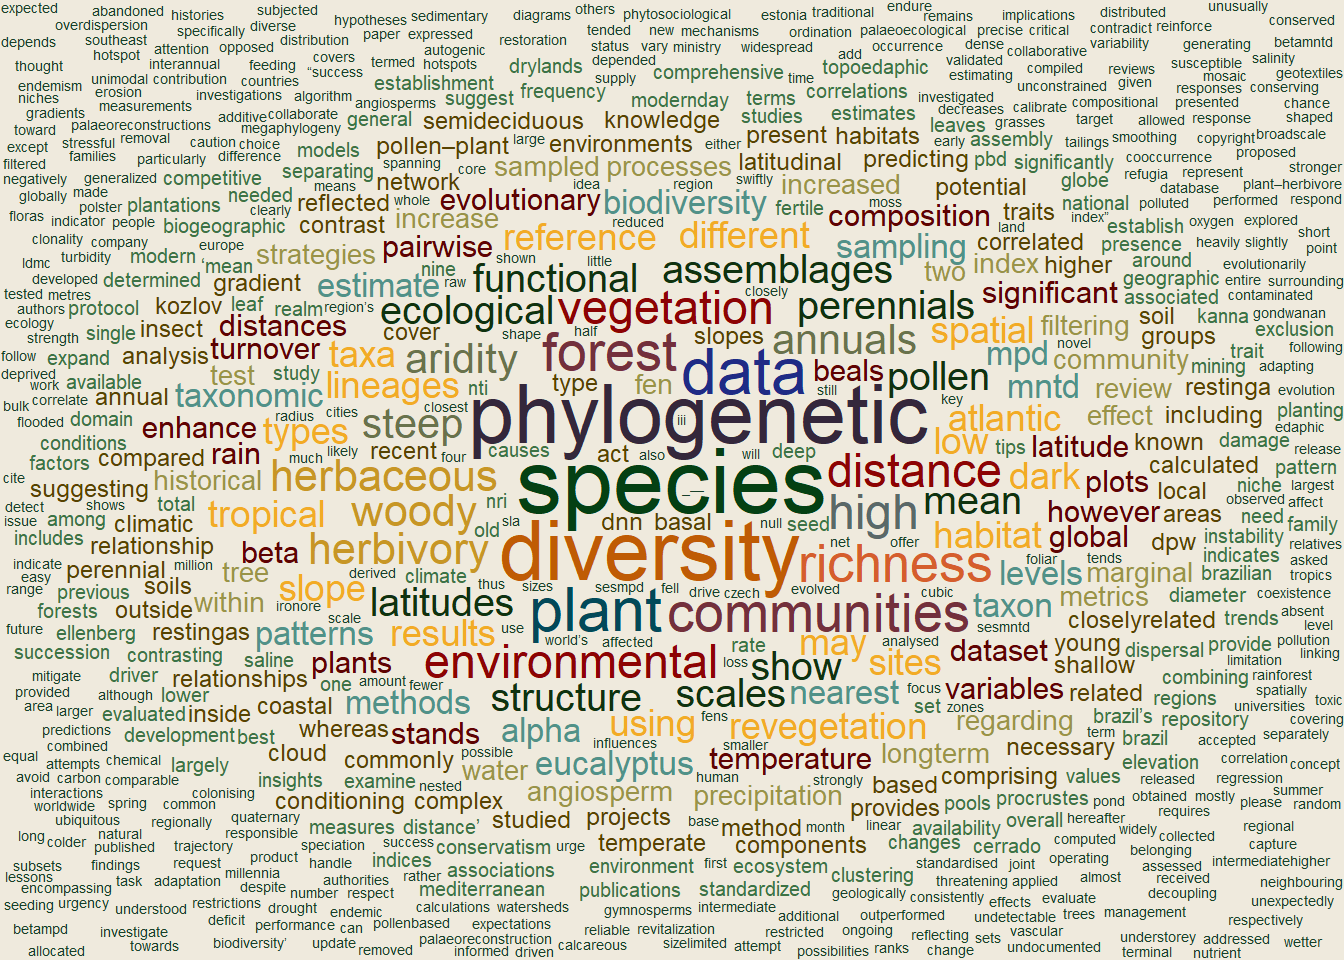 expected abandoned histories subjected hypotheses sedimentary diagrams others phytosociological estonia traditional endure remains implications distributed unusually conserved
overdispersion specifically diverse paper expressed tended new mechanisms ordination palaeoecological precise critical contradict reinforce
depends southeast attention opposed distribution autogenic restoration status vary ministry widespread occurrence dense collaborative variability generating betamntd
hotspot interannual feeding covers termed hotspots drylands depended comprehensive add topoedaphic validated compiled reviews susceptible salinity
thought unimodal contribution countries “success establishment supply time estimating unconstrained given mosaic geotextiles
endemism erosion investigations algorithm angiosperms suggest frequency modernday terms correlations investigated responses conserving
niches measurements additive collaborate general semideciduous knowledge studies estimates decreases calibrate compositional presented chance
gradients palaeoreconstructions megaphylogeny leaves grasses target allowed response shaped
toward stressful removal caution choice models pollen–plant large environments either present habitats early assembly tailings smoothing copyright broadscale
except families particularly difference separating spanning core sampled processes latitudinal predicting pbd significantly cooccurrence proposed
filtered negatively generalized competitive means network idea region swiftly increased potential globe refugia represent stronger
globally made plantations needed reflected whole evolutionary biodiversity fertile moss national database plant–herbivore
floras polster indicator people biogeographic clearly contrast increase reduced composition traits index” polluted performed respond
clonality company europe strategies pairwise shown reference different sampling land correlated establish oxygen explored short
ldmc turbidity modern ‘mean nine little functional assemblages two index higher presence heavily slightly point
developed determined gradient estimate raw around evolutionarily
tested metres protocol kozlov leaf realm region’s ecological vegetation closely perennials significant geographic entire surrounding
authors ecology single insect distances cover shape half slopes annuals spatial filtering soil associated contaminated
strength kanna gondwanan
follow expand analysis turnover taxa aridity forest data beals pollen mpd novel community groups exclusion
deprived work available test study type fen still mntd mining trait following adapting
bulk correlate annual taxonomic lineages nti phylogenetic key review restinga evolution
flooded domain radius cities closest iii atlantic effect including planting
conditions enhance types steep low tips latitude known edaphic
factors compared rain much likely recent four causes act also will deep damage release
cite suggesting historical herbaceous species distance dark plots calculated pattern
detect shows total __— mean local niche largest
issue among climatic tropical woody nri sla dnn basal null seed high however areas observed affect need family
includes relationship beta herbivory old diversity net offer habitat global dpw instability relatives
indicate easy perennial million tree derived climate richness foliar tends indicates asked
range previous soils slope thus sizes sesmpd fell drive czech evolved cubic levels marginal brazilian tropics
forests outside within ironore latitudes plant communities taxon metrics diameter coexistence
future ellenberg restingas patterns scale results use world’s affected rate may analysed sesmntd closelyrelated trends absent level
succession contrasting saline plants environmental loss show sites dataset young dispersal provide pollution linking
mitigate driver relationships one amount fewer shallow combining limitation rainforest
provided although lower coastal methods structure scales nearest focus set variables zones related regions spatially toxic
area larger evaluated inside universities
predictions development best whereas stands alpha using fens revegetation regarding term brazil’s repository covering
combined equal chemical largely cloud commonly possible influences smaller temperature longterm necessary brazil accepted separately
attempts water eucalyptus elevation correlation concept
avoid carbon comparable insights examine nested human strongly based comprising values released regression
interactions colonising conditioning complex angiosperm precipitation provides pools procrustes pond obtained mostly summer
worldwide spring common please random
ubiquitous regionally quaternary measures distance’ studied projects base method month linear availability overall hereafter requires
long colder natural responsible speciation success conservatism urge temperate components changes cerrado computed widely collected regional
published trajectory belonging capture
subsets findings request product handle indices rather associations environment first ecosystem clustering standardised joint operating assessed intermediatehigher
lessons task adaptation millennia authorities threatening applied almost received neighbouring
encompassing despite number respect mediterranean publications standardized geologically consistently effects evaluate decoupling
seeding urgency understood restrictions drought endemic calculations watersheds gymnosperms intermediate undetectable trees management unexpectedly
deficit performance can pollenbased expectations additional outperformed respectively
betampd investigate reliable revitalization restricted ongoing reflecting sets vascular understorey addressed wetter
allocated towards biodiversity’ update removed palaeoreconstruction informed driven calcareous sizelimited attempt possibilities ranks change undocumented terminal nutrient